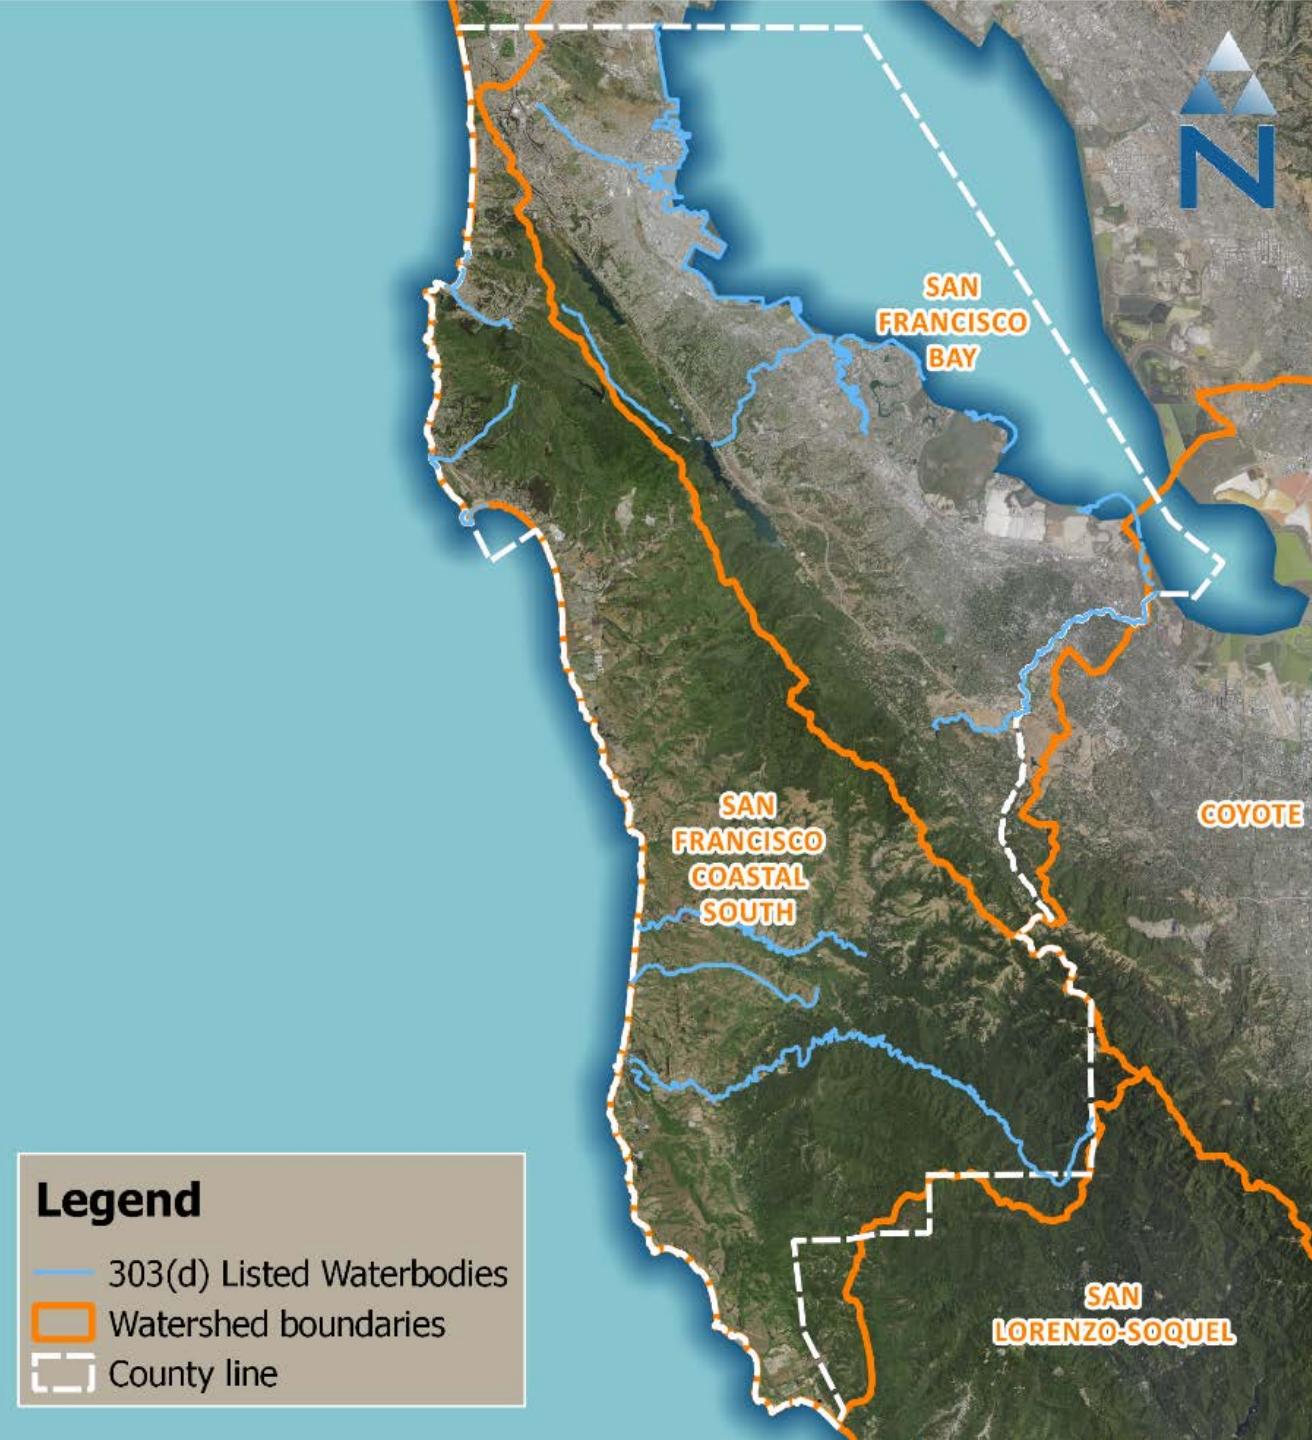 N
SAN
FRANCISCO
BAY
SAN
FRANCISCO
COASTAL
SOUTH
COYOTE
SAN
LORENZO-SOQUEL
Legend
303(d) Listed Waterbodies
Watershed boundaries
County line